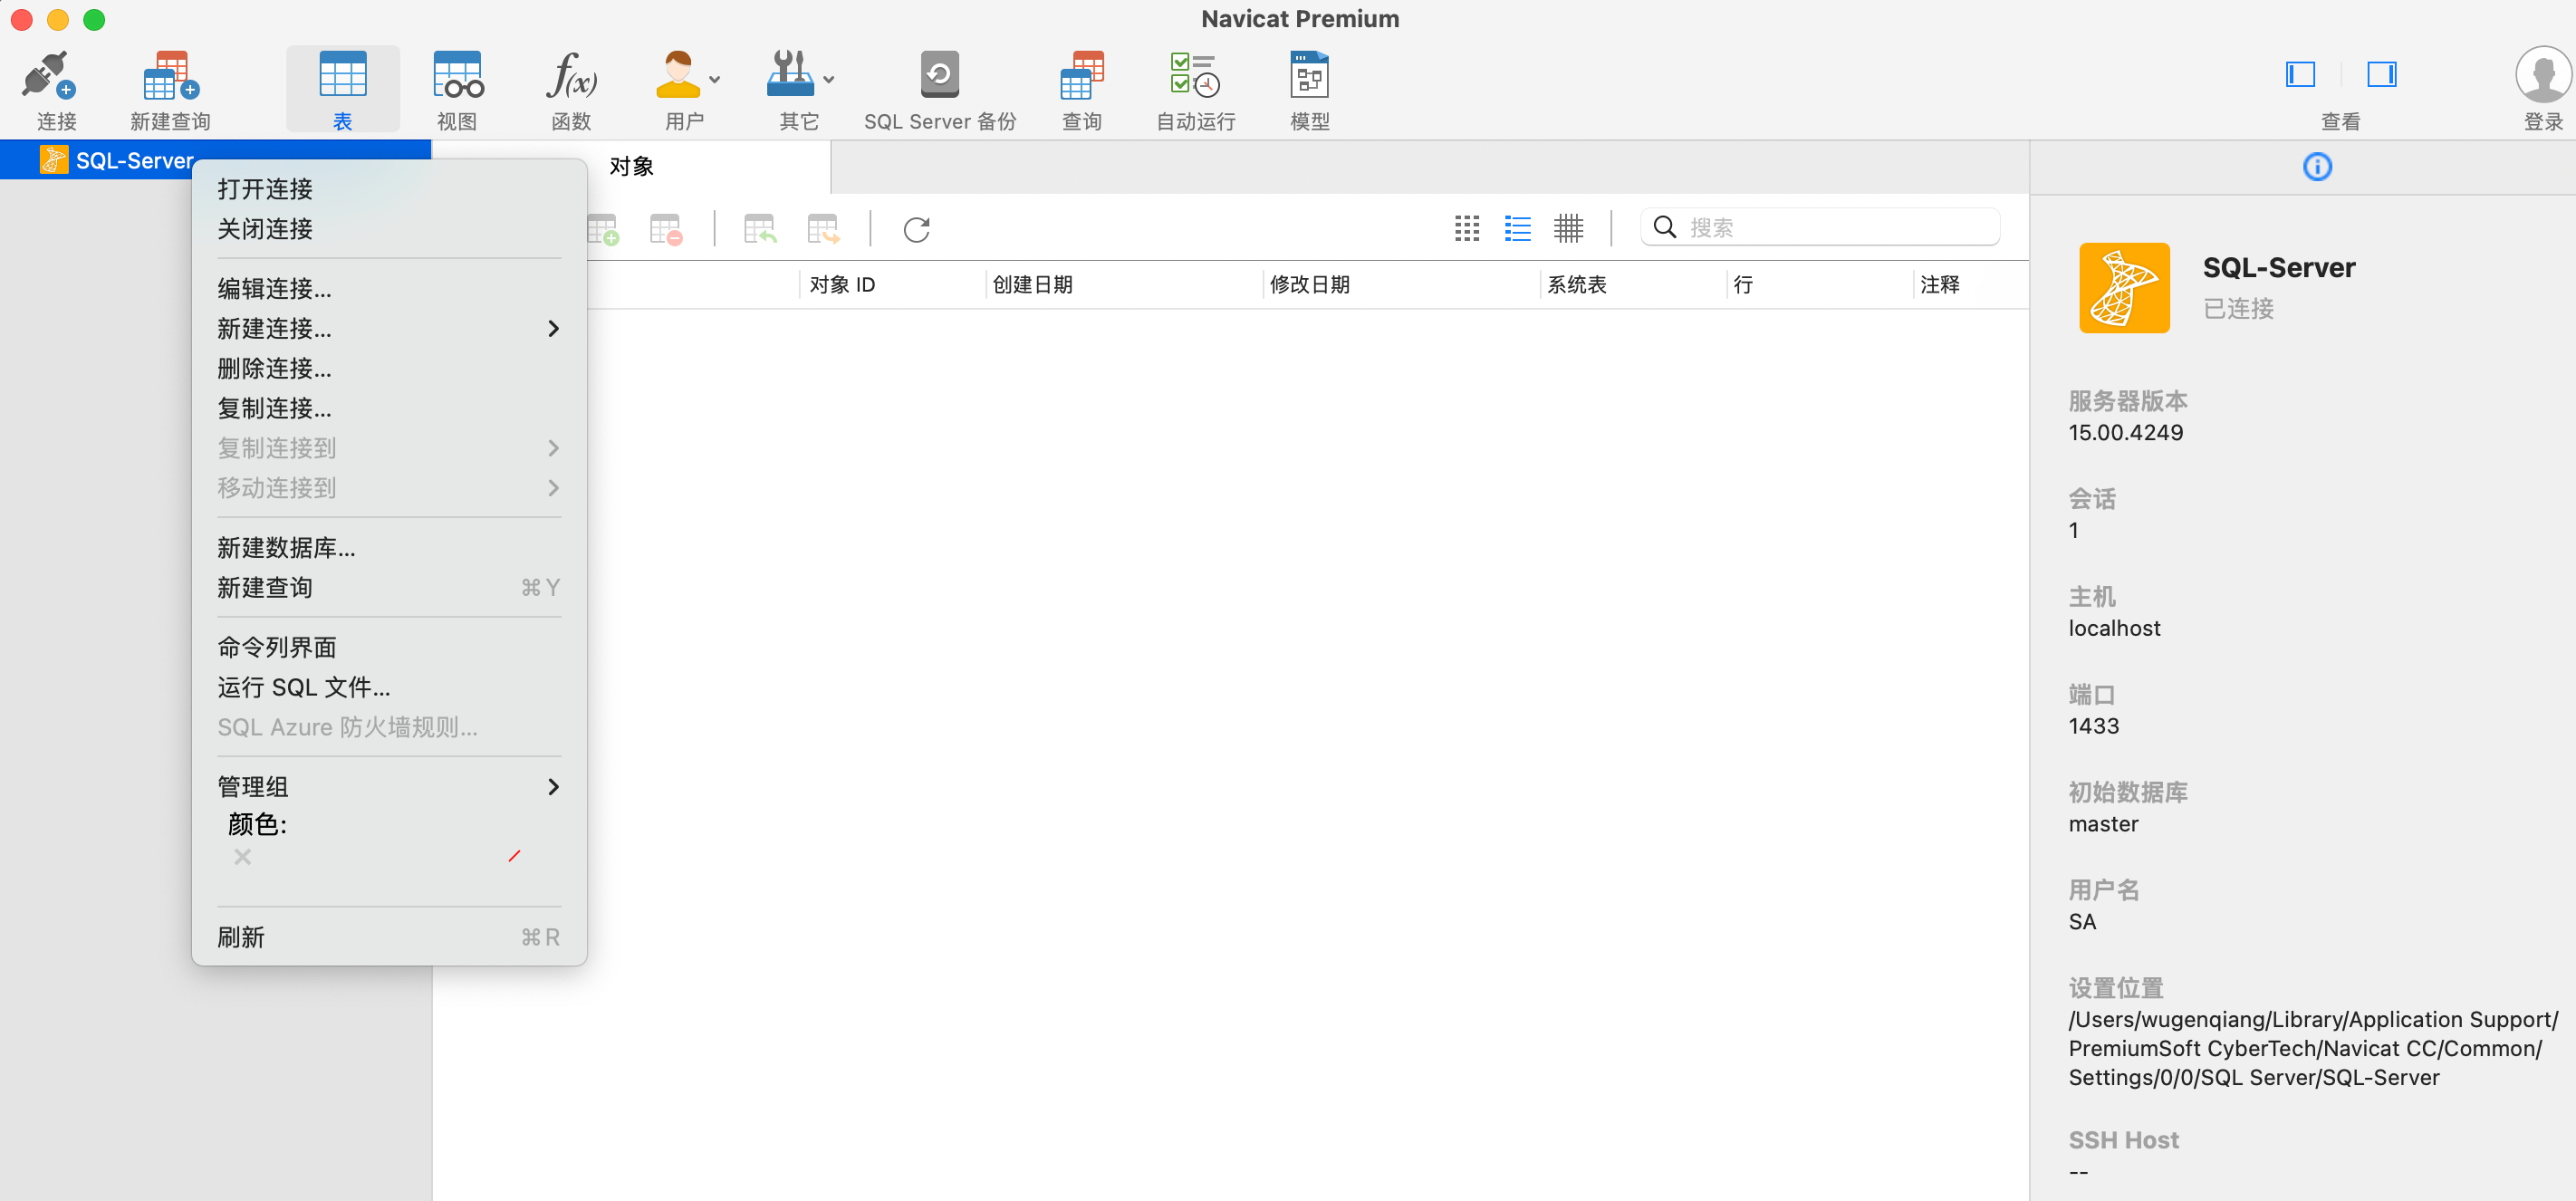 Navicat Premium
连接
新建查询
表
视图
f(x)
函数
用户
其它
SQL Server 备份
查询
自动运行
模型
查看
登录
SQL-Server
对象
打开连接
关闭连接
编辑连接...
新建连接...
删除连接...
复制连接...
复制连接到
移动连接到
新建数据库...
新建查询 ⌘Y
命令列界面
运行 SQL 文件...
SQL Azure 防火墙规则...
管理组
颜色:
刷新 ⌘R
搜索
对象 ID
创建日期
修改日期
系统表
行
注释
SQL-Server
已连接
服务器版本
15.00.4249
会话
1
主机
localhost
端口
1433
初始数据库
master
用户名
SA
设置位置
/Users/wugenqiang/Library/Application Support/
PremiumSoft CyberTech/Navicat CC/Common/
Settings/0/0/SQL Server/SQL-Server
SSH Host
--